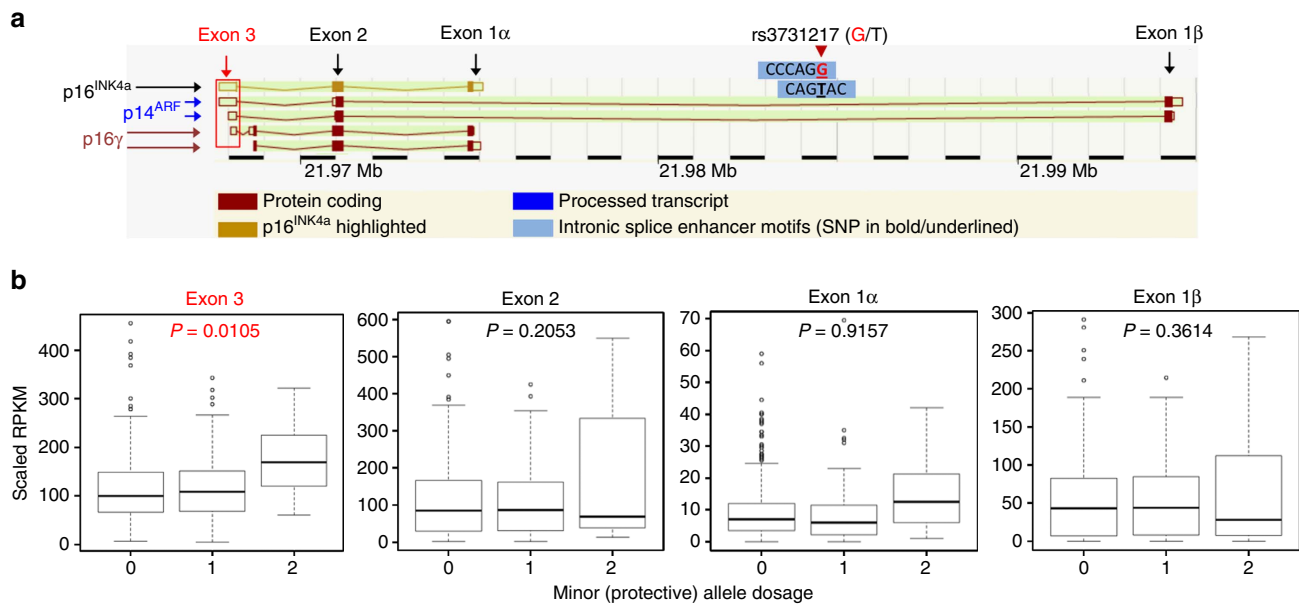 a
Exon 3
Exon 2
Exon 1α
rs3731217 (G/T)
Exon 1β
CCCAGG
CAGTAC
p16INK4a
p14ARF
p16γ
21.97 Mb
21.98 Mb
21.99 Mb
Protein coding
Processed transcript
p16INK4a highlighted
Intronic splice enhancer motifs (SNP in bold/underlined)
b
Exon 3
Exon 2
Exon 1α
Exon 1β
P = 0.0105
P = 0.2053
P = 0.9157
P = 0.3614
Scaled RPKM
400
300
200
100
0
600
500
400
300
200
100
0
70
60
50
40
30
20
10
0
300
250
200
150
100
50
0
0 1 2
0 1 2
0 1 2
0 1 2
Minor (protective) allele dosage